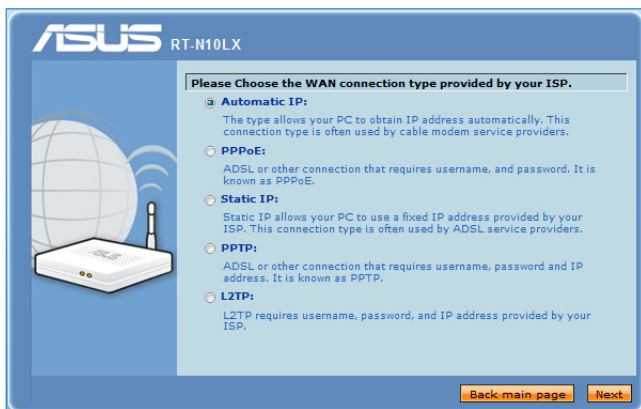 ASUS RT-N10LX
Please Choose the WAN connection type provided by your ISP.
Automatic IP:
The type allows your PC to obtain IP address automatically. This
connection type is often used by cable modem service providers.
PPPoE:
ADSL or other connection that requires username, and password. It is
known as PPPoE.
Static IP:
Static IP allows your PC to use a fixed IP address provided by your
ISP. This connection type is often used by ADSL service providers.
PPTP:
ADSL or other connection that requires username, password and IP
address. It is known as PPTP.
L2TP:
L2TP requires username, password, and IP address provided by your
ISP.
ASUS
Back main page Next